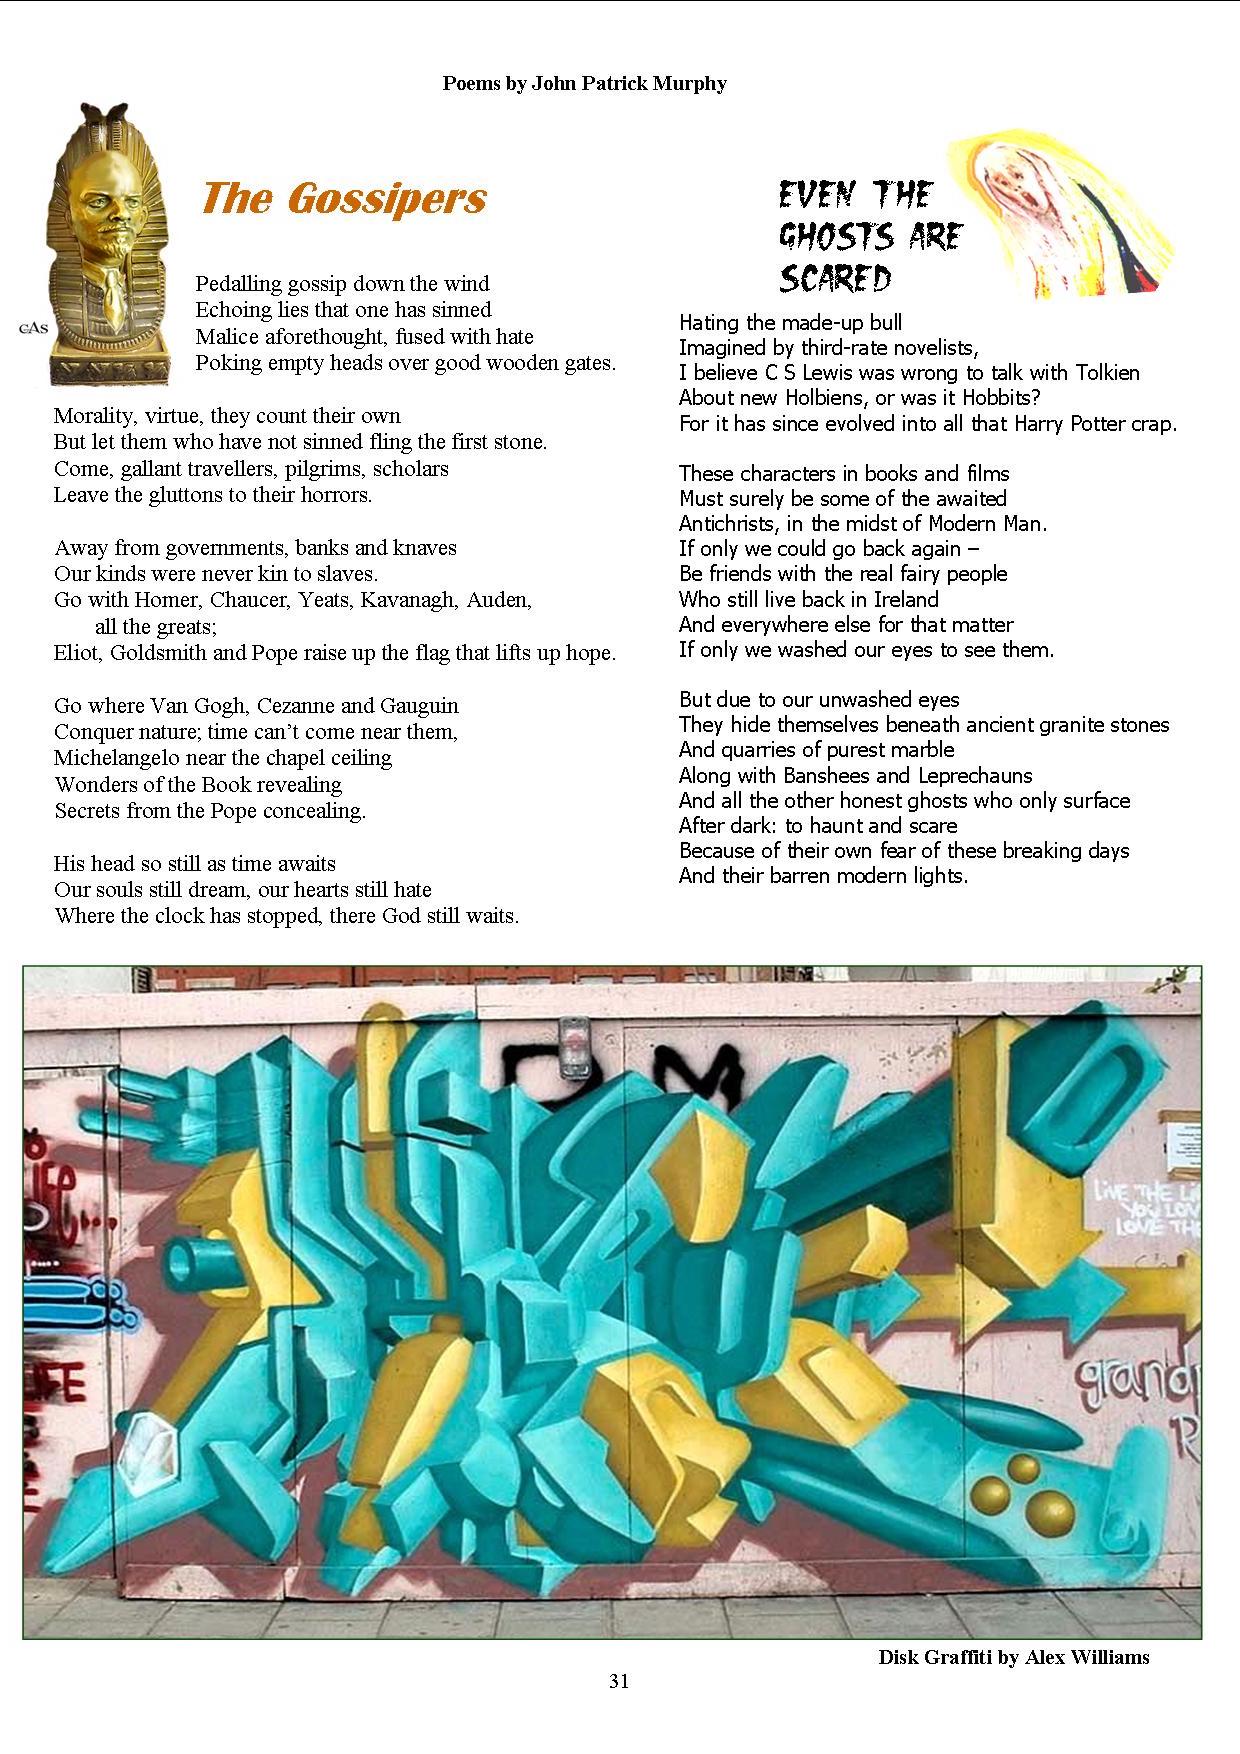 Poems by John Patrick Murphy
The Gossipers
GAS
Pedalling gossip down the wind
Echoing lies that one has sinned
Malice aforethought, fused with hate
Poking empty heads over good wooden gates.
Morality, virtue, they count their own
But let them who have not sinned fling the first stone.
Come, gallant travellers, pilgrims, scholars
Leave the gluttons to their horrors.
Away from governments, banks and knaves
Our kinds were never kin to slaves.
Go with Homer, Chaucer, Yeats, Kavanagh, Auden,
all the greats;
Eliot, Goldsmith and Pope raise up the flag that lifts up hope.
Go where Van Gogh, Cezanne and Gauguin
Conquer nature; time can’t come near them,
Michelangelo near the chapel ceiling
Wonders of the Book revealing
Secrets from the Pope concealing.
His head so still as time awaits
Our souls still dream, our hearts still hate
Where the clock has stopped, there God still waits.
EVEN THE
GHOSTS ARE
SCARED
Hating the made-up bull
Imagined by third-rate novelists,
I believe C S Lewis was wrong to talk with Tolkien
About new Holbiens, or was it Hobbits?
For it has since evolved into all that Harry Potter crap.
These characters in books and films
Must surely be some of the awaited
Antichrists, in the midst of Modern Man.
If only we could go back again –
Be friends with the real fairy people
Who still live back in Ireland
And everywhere else for that matter
If only we washed our eyes to see them.
But due to our unwashed eyes
They hide themselves beneath ancient granite stones
And quarries of purest marble
Along with Banshees and Leprechauns
And all the other honest ghosts who only surface
After dark: to haunt and scare
Because of their own fear of these breaking days
And their barren modern lights.
LIVE THE LI
YOU LOV
LOVE TH
grand
R
IFE
Disk Graffiti by Alex Williams
31